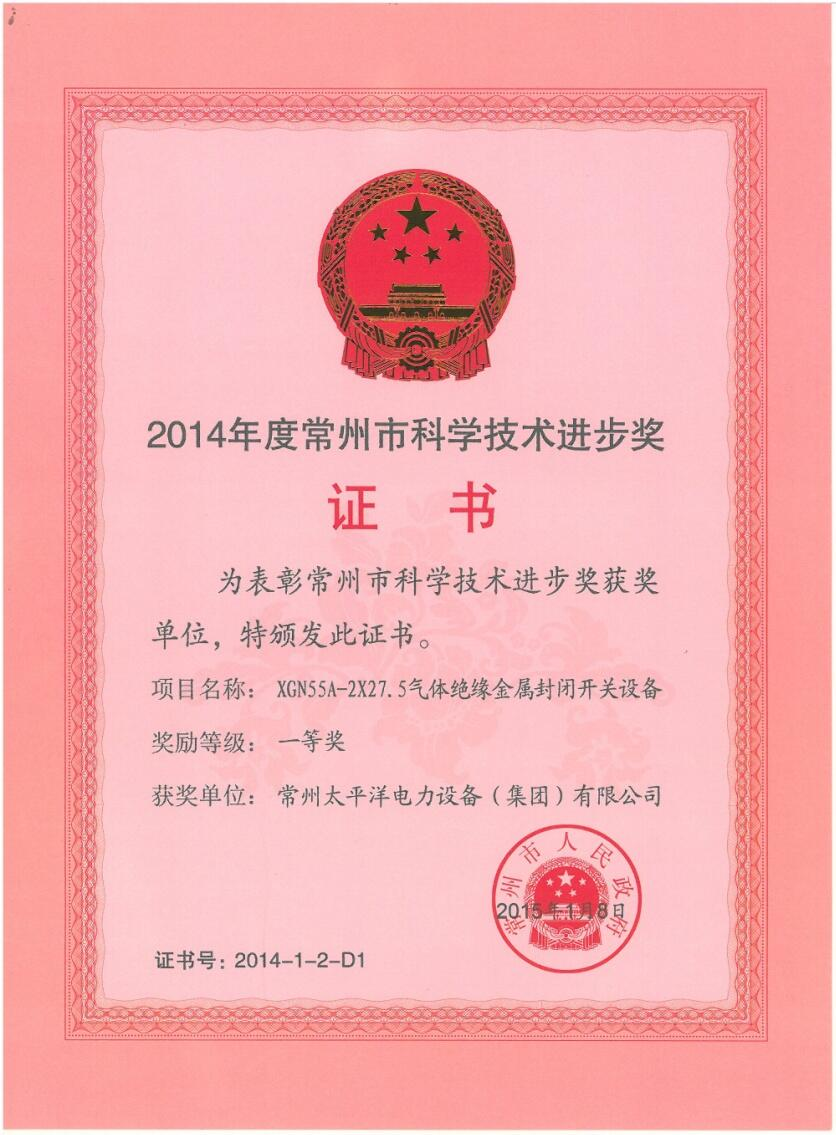 2014年度常州市科学技术进步奖
证 书
为表彰常州市科学技术进步奖获奖
单位，特颁发此证书。
项目名称： XGN55A-2X27.5气体绝缘金属封闭开关设备
奖励等级： 一等奖
获奖单位： 常州太平洋电力设备（集团）有限公司
常州市人民政府
2015年1月8日
证书号：2014-1-2-D1